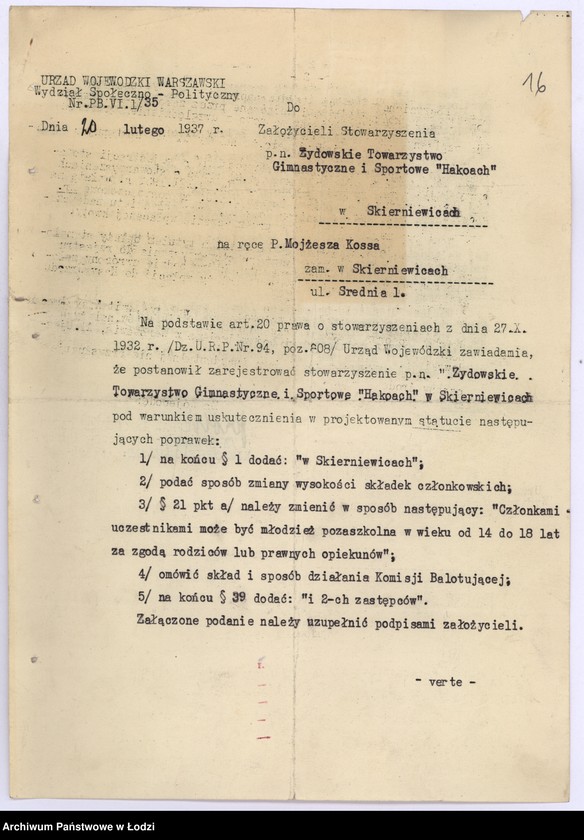 16
URZĄD WOJEWÓDZKI WARSZAWSKI
Wydział Społeczno - Polityczny
Nr.PB.VI.1/35
Dnia 20 lutego 1937 r.
Do
Założycieli Stowarzyszenia
p.n. Żydowskie Towarzystwo
Gimnastyczne i Sportowe "Hakoach"
w Skierniewicach
na ręce P.Mojżesza Kossa
zam. w Skierniewicach
ul. Srednia 1.
Na podstawie art.20 prawa o stowarzyszeniach z dnia 27.X.
1932 r. /Dz.U.R.P.Nr.94, poz.808/ Urząd Wojewódzki zawiadamia,
że postanowił zarejestrować stowarzyszenie p.n. "Żydowskie
Towarzystwo Gimnastyczne i Sportowe "Hakoach" w Skierniewicach
pod warunkiem uskutecznienia w projektowanym statucie następu-
jących poprawek:
1/ na końcu § 1 dodać: "w Skierniewicach";
2/ podać sposób zmiany wysokości składek członkowskich;
3/ § 21 pkt a/ należy zmienić w sposób następujący: "Członkami -
uczestnikami może być młodzież pozaszkolna w wieku od 14 do 18 lat
za zgodą rodziców lub prawnych opiekunów";
4/ omówić skład i sposób działania Komisji Balotującej;
5/ na końcu § 39 dodać: "i 2-ch zastępców".
Załączone podanie należy uzupełnić podpisami założycieli.
- verte -
Archiwum Państwowe w Łodzi